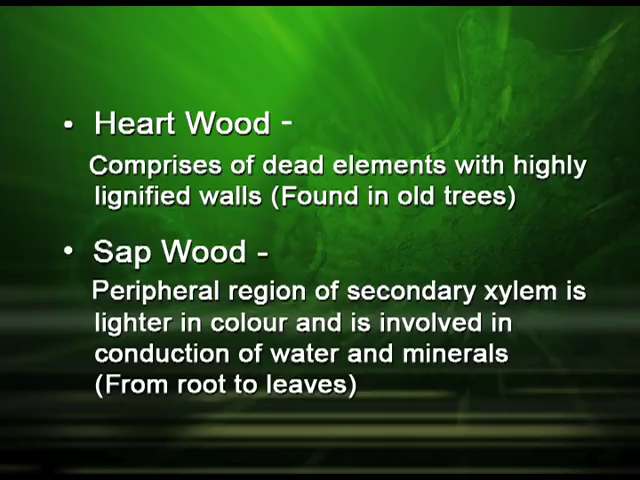 • Heart Wood -
Comprises of dead elements with highly
lignified walls (Found in old trees)
• Sap Wood -
Peripheral region of secondary xylem is
lighter in colour and is involved in
conduction of water and minerals
(From root to leaves)